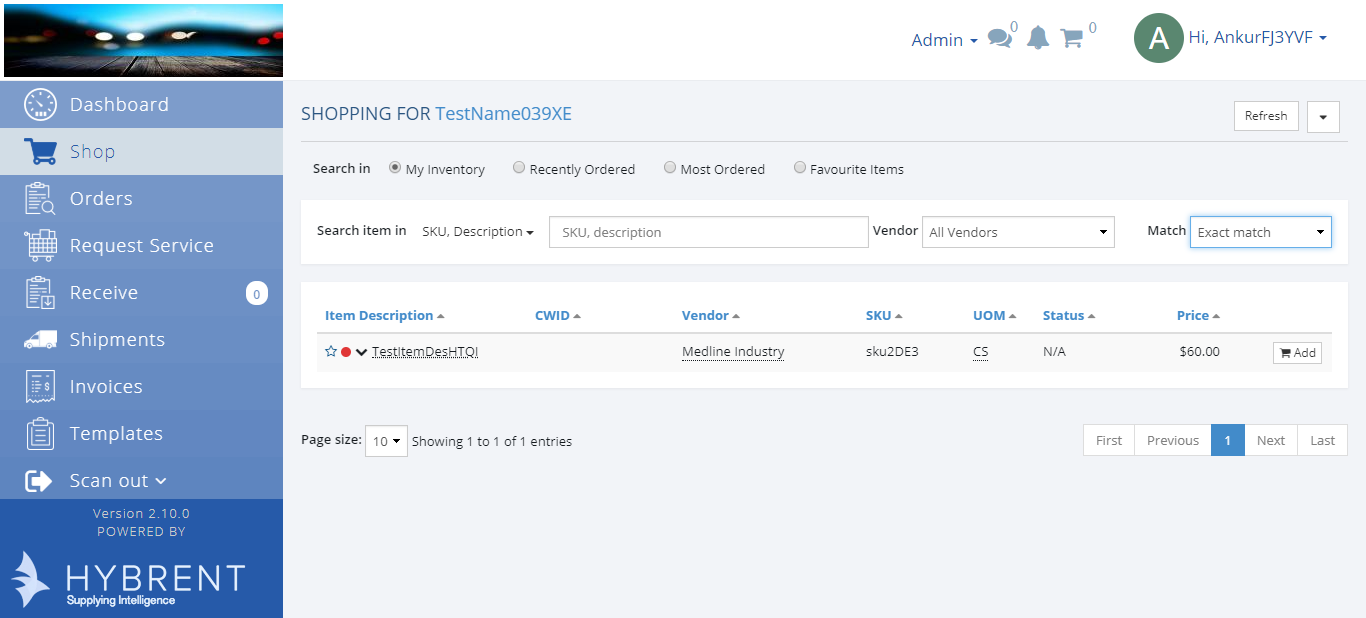 Admin 0 0 A Hi, AnkurFJ3YVF
Dashboard
Shop
Orders
Request Service
Receive 0
Shipments
Invoices
Templates
Scan out
Version 2.10.0
POWERED BY
HYBRENT
Supplying Intelligence
SHOPPING FOR TestName039XE Refresh
Search in My Inventory Recently Ordered Most Ordered Favourite Items
Search item in SKU, Description SKU, description Vendor All Vendors Match Exact match
Item Description CWID Vendor SKU UOM Status Price
TestItemDesHTQI Medline Industry sku2DE3 CS N/A $60.00 Add
Page size: 10 Showing 1 to 1 of 1 entries First Previous 1 Next Last